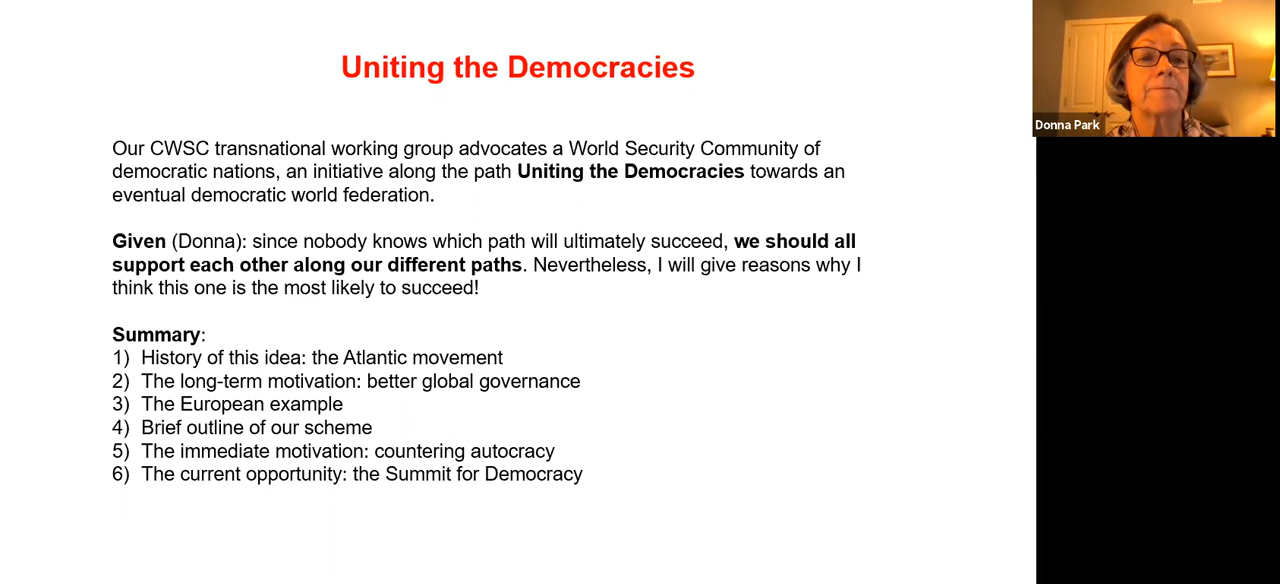 Uniting the Democracies
Our CWSC transnational working group advocates a World Security Community of
democratic nations, an initiative along the path Uniting the Democracies towards an
eventual democratic world federation.
Given (Donna): since nobody knows which path will ultimately succeed, we should all
support each other along our different paths. Nevertheless, I will give reasons why I
think this one is the most likely to succeed!
Summary:
1) History of this idea: the Atlantic movement
2) The long-term motivation: better global governance
3) The European example
4) Brief outline of our scheme
5) The immediate motivation: countering autocracy
6) The current opportunity: the Summit for Democracy
Donna Park